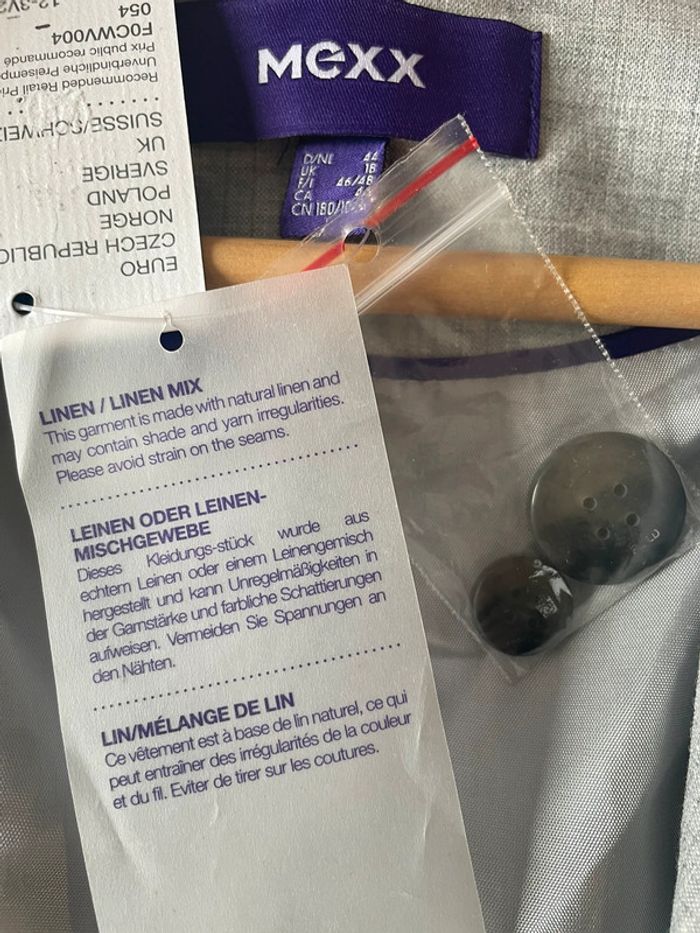 MEXX
D/NL 44
UK 18
F/I 46/48
CA
CN 180/
EURO
CZECH REPUBLIC
NORGE
POLAND
SVERIGE
UK
SUISSE/SCHWEIZ
Recommended Retail
Unverbindliche
Prix public recommandé
F0CWV004
054
LINEN / LINEN MIX
This garment is made with natural linen and
may contain shade and yarn irregularities.
Please avoid strain on the seams.
LEINEN ODER LEINEN-
MISCHGEWEBE
Dieses Kleidungs-stück wurde aus
echtem Leinen oder einem Leinengemisch
hergestellt und kann Unregelmäßigkeiten in
der Garnstärke und farbliche Schattierungen
aufweisen. Vermeiden Sie Spannungen an
den Nähten.
LIN/MÉLANGE DE LIN
Ce vêtement est à base de lin naturel, ce qui
peut entraîner des irrégularités de la couleur
et du fil. Eviter de tirer sur les coutures.